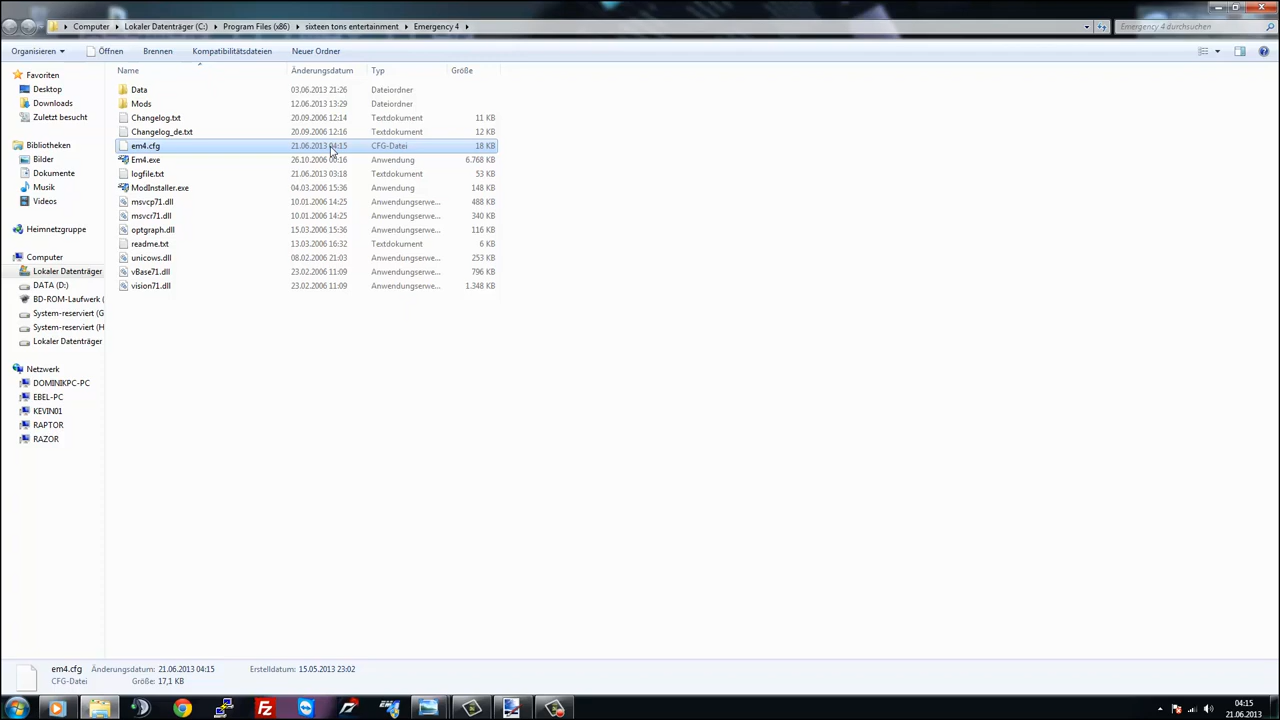 Computer ▸ Lokaler Datenträger (C:) ▸ Program Files (x86) ▸ sixteen tons entertainment ▸ Emergency 4 ▸
Emergency 4 durchsuchen
Organisieren Öffnen Brennen Kompatibilitätsdateien Neuer Ordner
Name Änderungsdatum Typ Größe
Favoriten
Desktop
Downloads
Zuletzt besucht
Bibliotheken
Bilder
Dokumente
Musik
Videos
Heimnetzgruppe
Computer
Lokaler Datenträger
DATA (D:)
BD-ROM-Laufwerk (
System-reserviert (G
System-reserviert (H
Lokaler Datenträger
Netzwerk
DOMINIKPC-PC
EBEL-PC
KEVIN01
RAPTOR
RAZOR
Data 03.06.2013 21:26 Dateiordner
Mods 12.06.2013 13:29 Dateiordner
Changelog.txt 20.09.2006 12:14 Textdokument 11 KB
Changelog_de.txt 20.09.2006 12:16 Textdokument 12 KB
em4.cfg 21.06.2013 04:15 CFG-Datei 18 KB
Em4.exe 26.10.2006 00:16 Anwendung 6.768 KB
logfile.txt 21.06.2013 03:18 Textdokument 53 KB
ModInstaller.exe 04.03.2006 15:36 Anwendung 148 KB
msvcp71.dll 10.01.2006 14:25 Anwendungserwe... 488 KB
msvcr71.dll 10.01.2006 14:25 Anwendungserwe... 340 KB
optgraph.dll 15.03.2006 15:36 Anwendungserwe... 116 KB
readme.txt 13.03.2006 16:32 Textdokument 6 KB
unicows.dll 08.02.2006 21:03 Anwendungserwe... 253 KB
vBase71.dll 23.02.2006 11:09 Anwendungserwe... 796 KB
vision71.dll 23.02.2006 11:09 Anwendungserwe... 1.348 KB
em4.cfg Änderungsdatum: 21.06.2013 04:15 Erstelldatum: 15.05.2013 23:02
CFG-Datei Größe: 17,1 KB
04:15
21.06.2013